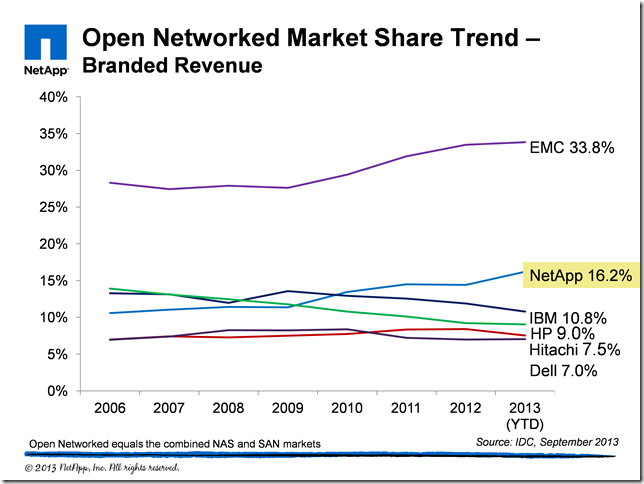 NetApp
Open Networked Market Share Trend –
Branded Revenue
40%
35%
30%
25%
20%
15%
10%
5%
0%
EMC 33.8%
NetApp 16.2%
IBM 10.8%
HP 9.0%
Hitachi 7.5%
Dell 7.0%
2006 2007 2008 2009 2010 2011 2012 2013
(YTD)
Open Networked equals the combined NAS and SAN markets
Source: IDC, September 2013
© 2013 NetApp, Inc. All rights reserved.